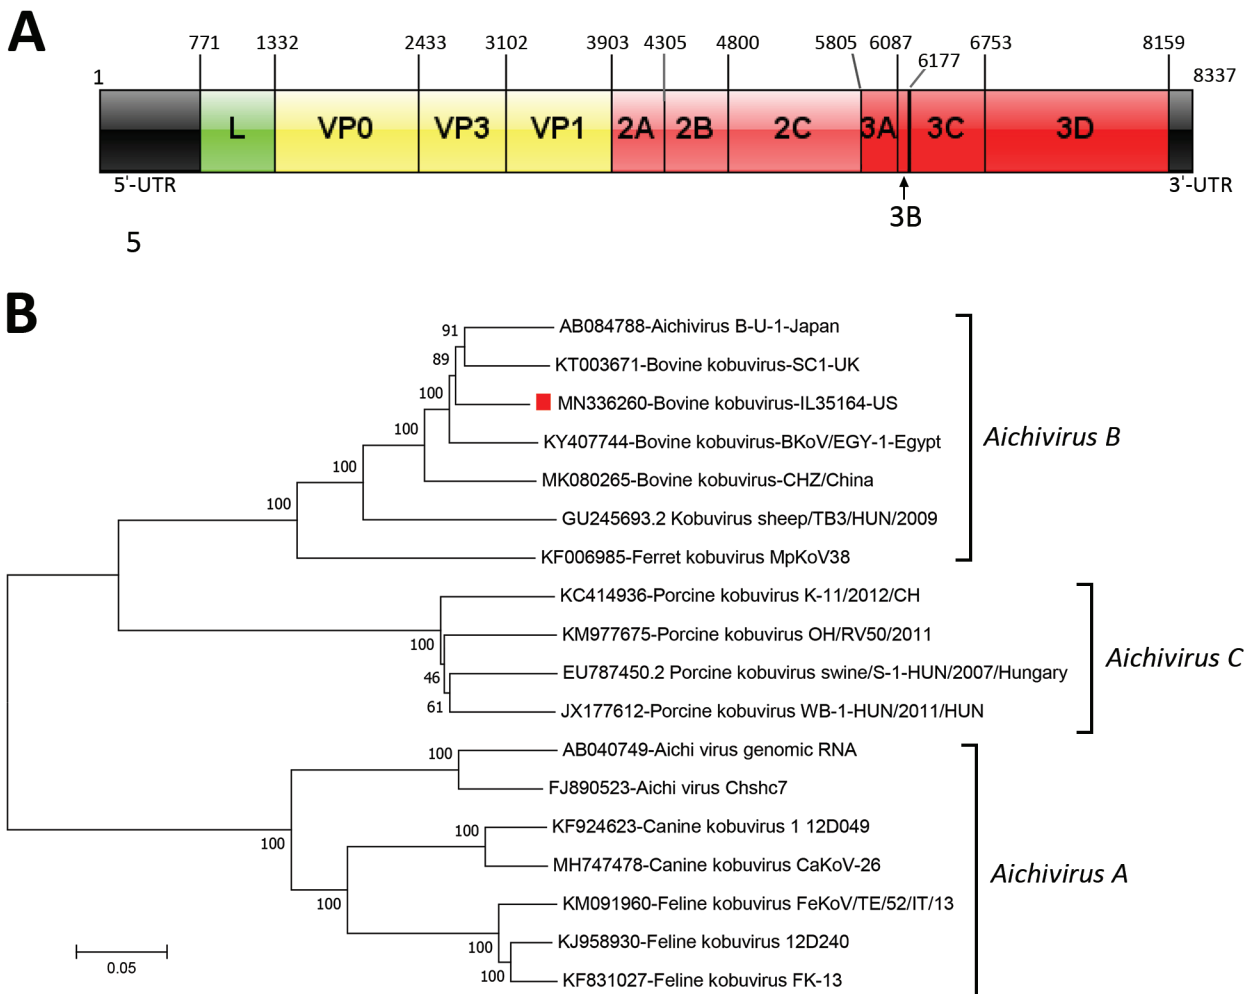 A
771 1332 2433 3102 3903 4305 4800 5805 6087 6753 8159
6177
1 8337
L VP0 VP3 VP1 2A 2B 2C 3A 3C 3D
5'-UTR 3'-UTR
3B
5
B
AB084788-Aichivirus B-U-1-Japan
91
KT003671-Bovine kobuvirus-SC1-UK
89
MN336260-Bovine kobuvirus-IL35164-US
100
KY407744-Bovine kobuvirus-BKoV/EGY-1-Egypt
Aichivirus B
100
MK080265-Bovine kobuvirus-CHZ/China
100
GU245693.2 Kobuvirus sheep/TB3/HUN/2009
100
KF006985-Ferret kobuvirus MpKoV38
KC414936-Porcine kobuvirus K-11/2012/CH
KM977675-Porcine kobuvirus OH/RV50/2011
100
Aichivirus C
EU787450.2 Porcine kobuvirus swine/S-1-HUN/2007/Hungary
46
JX177612-Porcine kobuvirus WB-1-HUN/2011/HUN
61
AB040749-Aichi virus genomic RNA
100
FJ890523-Aichi virus Chshc7
KF924623-Canine kobuvirus 1 12D049
100
100
MH747478-Canine kobuvirus CaKoV-26
Aichivirus A
KM091960-Feline kobuvirus FeKoV/TE/52/IT/13
100
KJ958930-Feline kobuvirus 12D240
100
KF831027-Feline kobuvirus FK-13
100
0.05